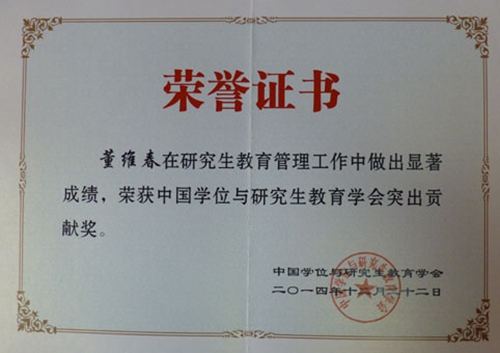 荣誉证书
董维春在研究生教育管理工作中做出显著
成绩，荣获中国学位与研究生教育学会突出贡
献奖。
中国学位与研究生教育学会
二〇一四年十一月二十二日